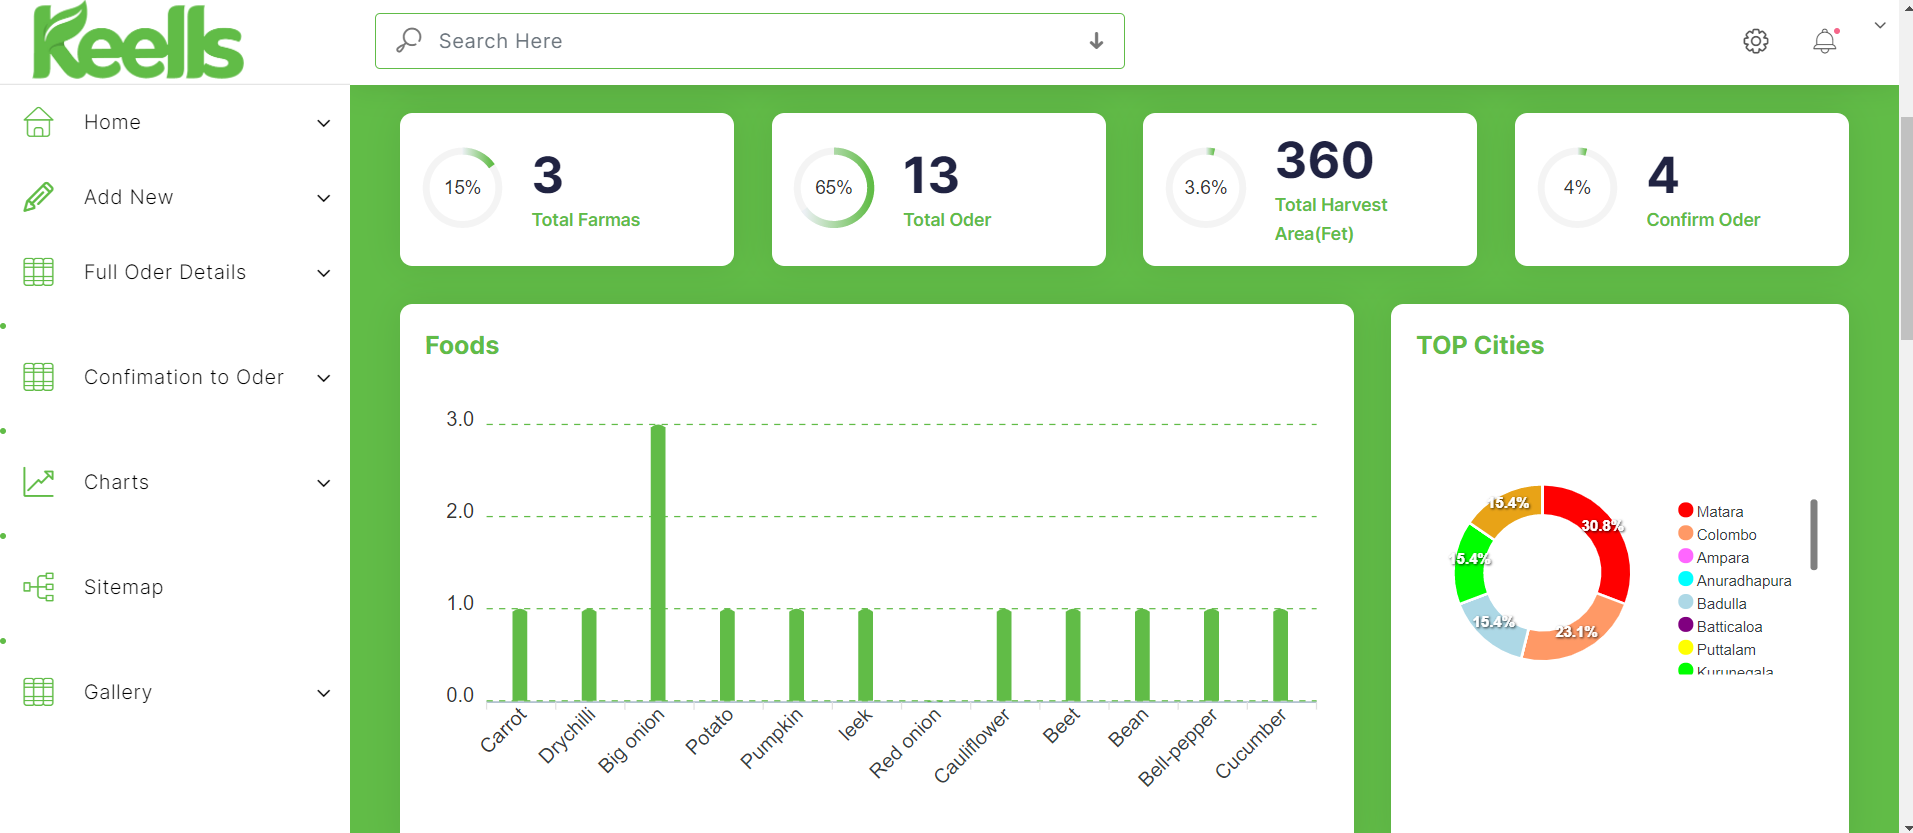 Keells
Search Here
Home
Add New
Full Oder Details
Confimation to Oder
Charts
Sitemap
Gallery
15%
3
Total Farmas
65%
13
Total Oder
3.6%
360
Total Harvest
Area(Fet)
4%
4
Confirm Oder
Foods
3.0
2.0
1.0
0.0
Carrot
Drychilli
Big onion
Potato
Pumpkin
leek
Red onion
Cauliflower
Beet
Bean
Bell-pepper
Cucumber
TOP Cities
15.4%
30.8%
15.4%
15.4%
23.1%
Matara
Colombo
Ampara
Anuradhapura
Badulla
Batticaloa
Puttalam
Kurunegala